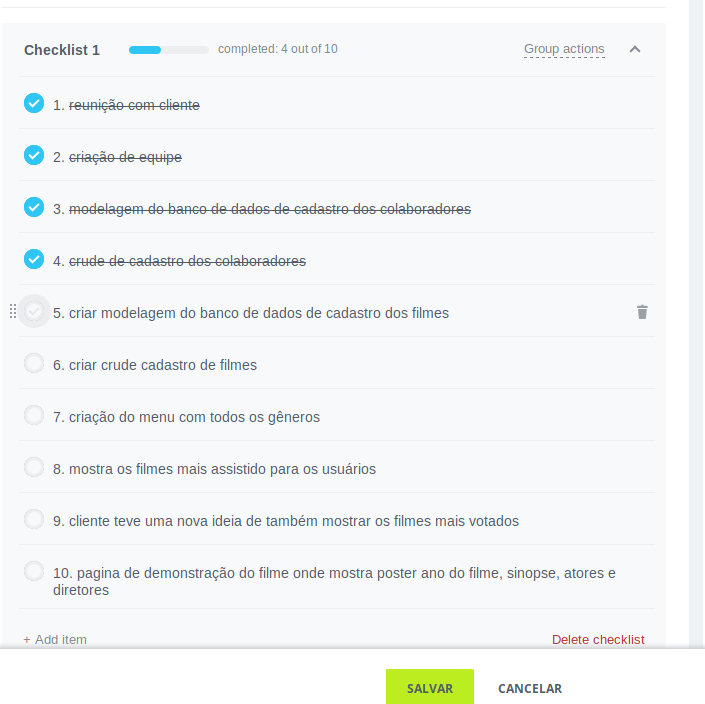 Checklist 1 completed: 4 out of 10 Group actions
1. reunição com cliente
2. criação de equipe
3. modelagem do banco de dados de cadastro dos colaboradores
4. crude de cadastro dos colaboradores
5. criar modelagem do banco de dados de cadastro dos filmes
6. criar crude cadastro de filmes
7. criação do menu com todos os gêneros
8. mostra os filmes mais assistido para os usuários
9. cliente teve uma nova ideia de também mostrar os filmes mais votados
10. pagina de demonstração do filme onde mostra poster ano do filme, sinopse, atores e
diretores
+ Add item Delete checklist
SALVAR CANCELAR